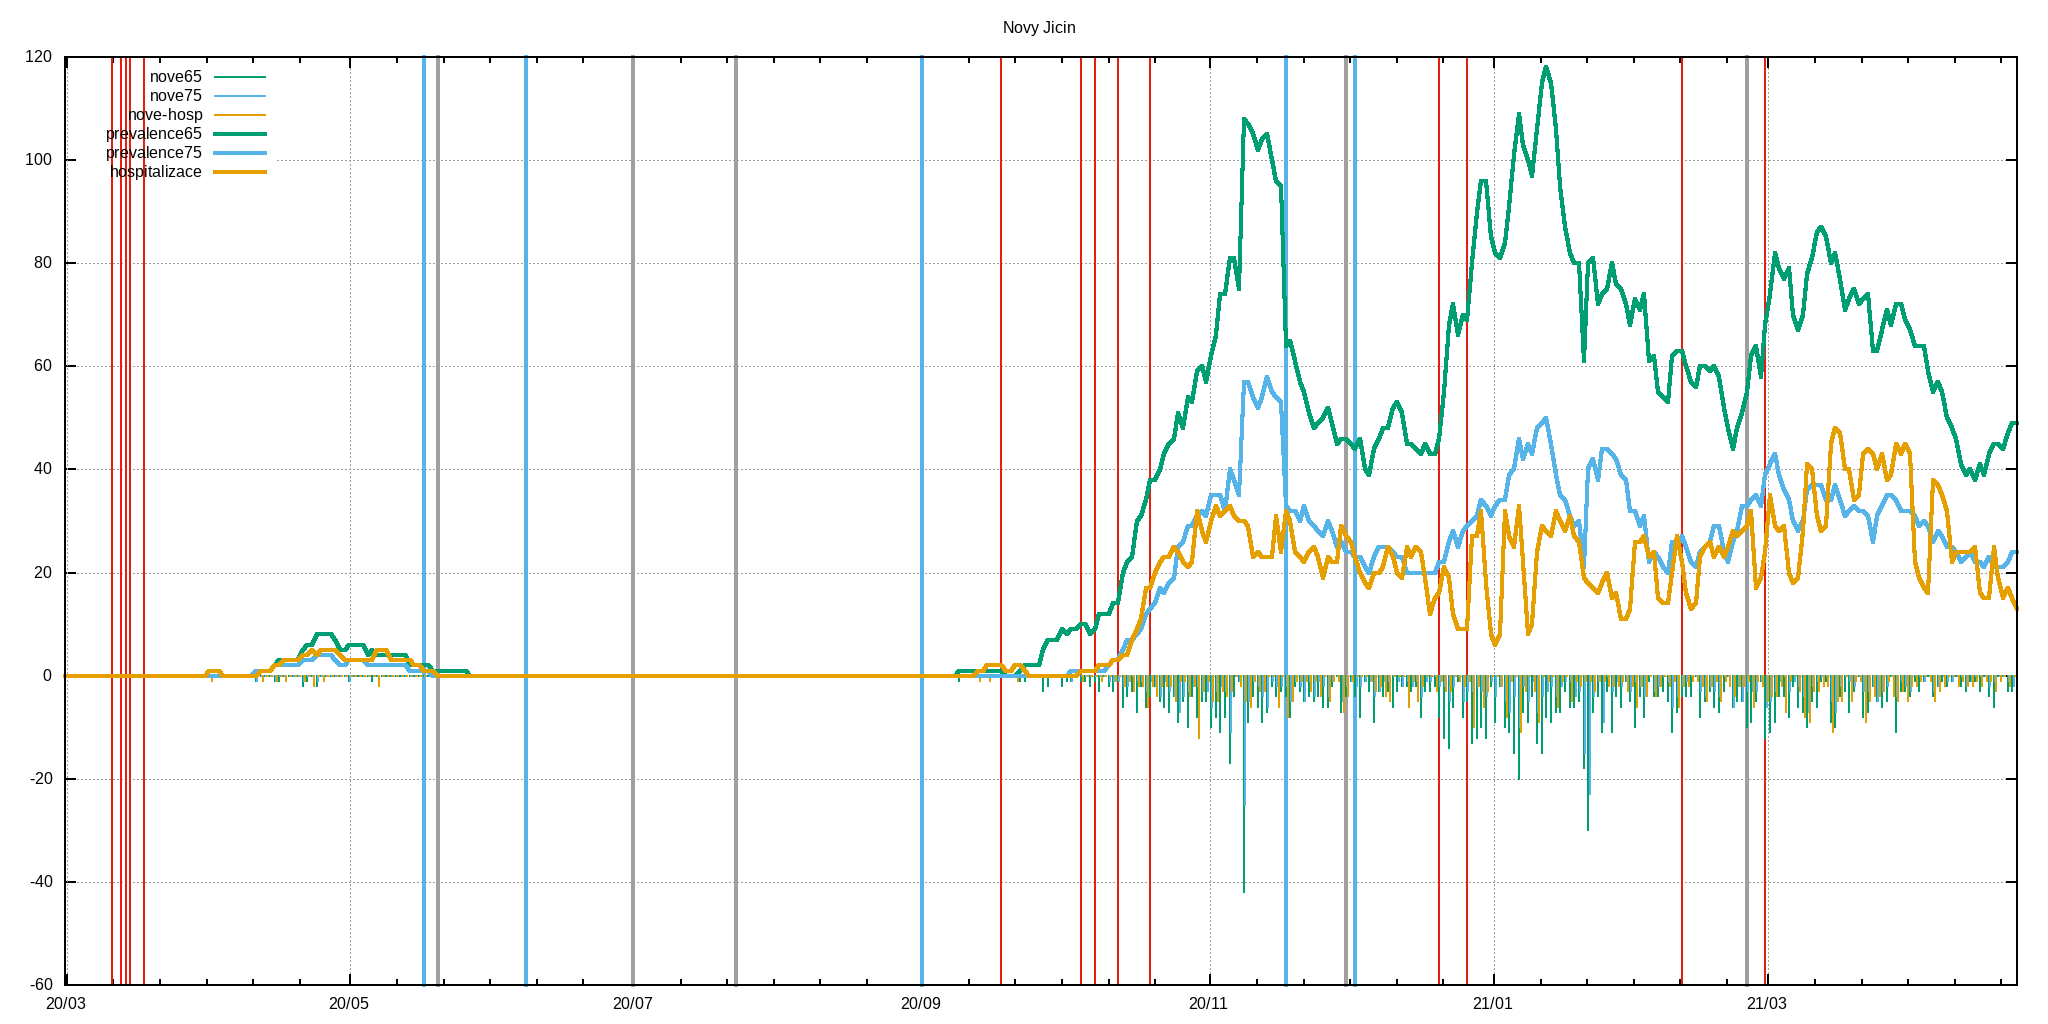 Novy Jicin
120
100
80
60
40
20
0
-20
-40
-60
nove65
nove75
nove-hosp
prevalence65
prevalence75
hospitalizace
20/03 20/05 20/07 20/09 20/11 21/01 21/03